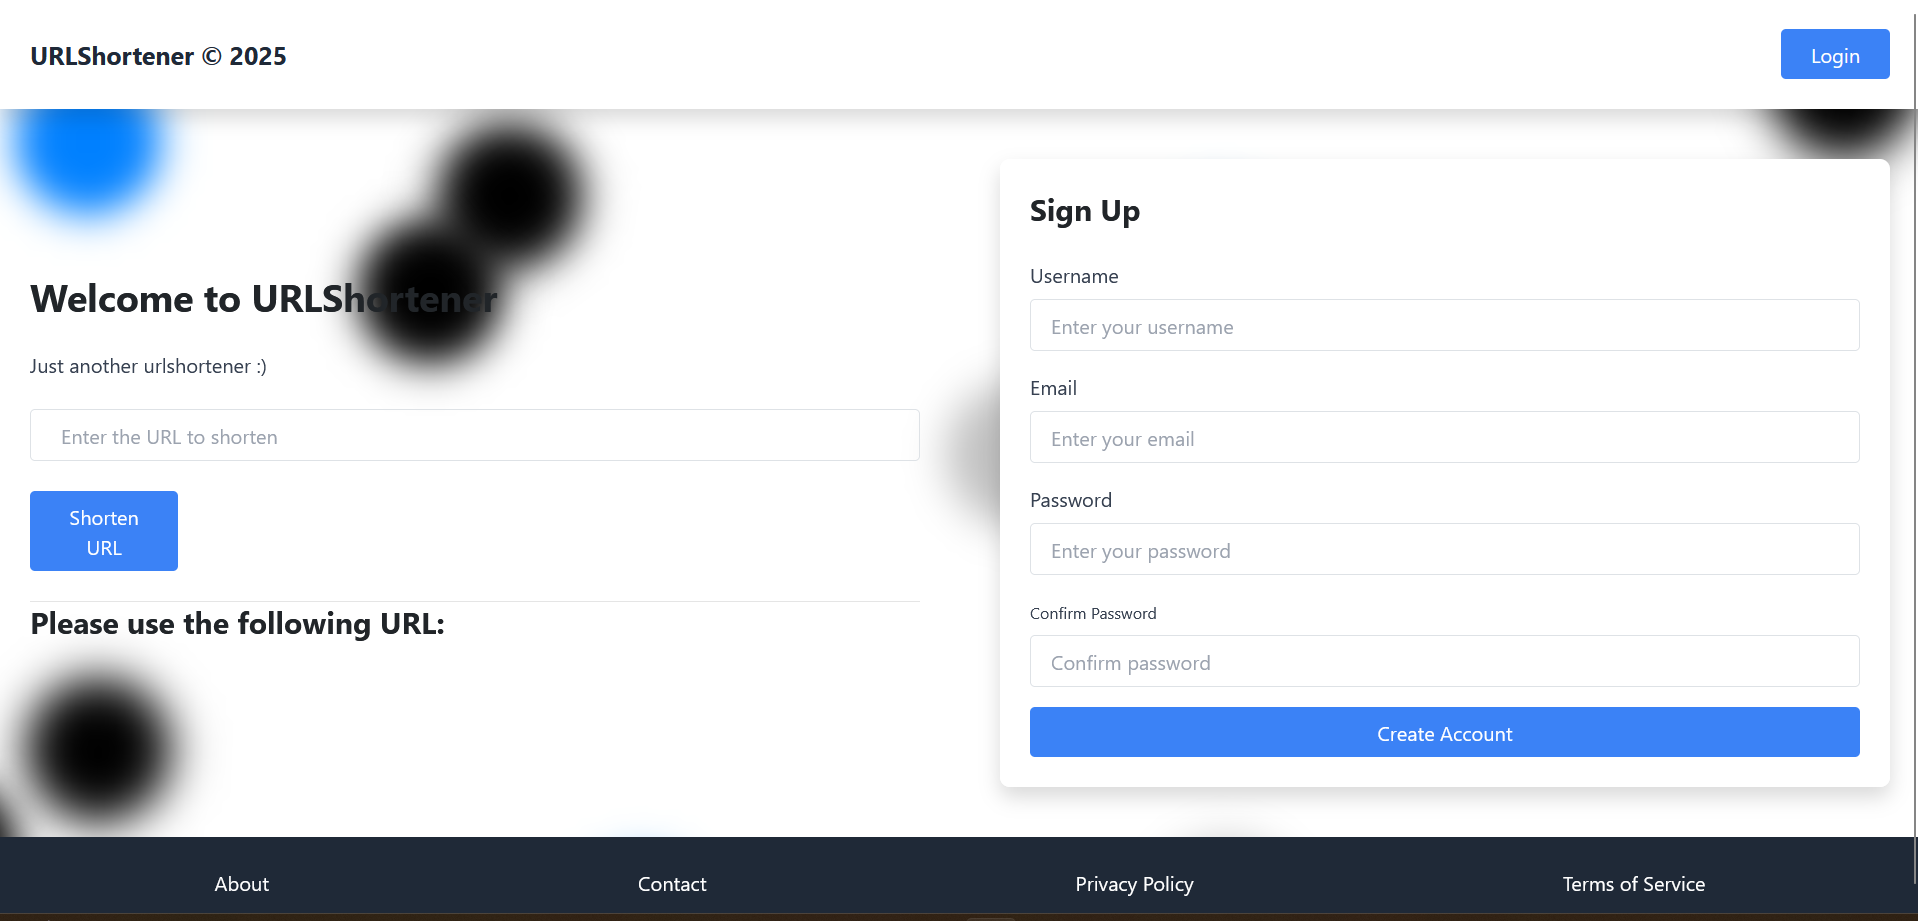 URLShortener © 2025
Login
Welcome to URLShortener
Just another urlshortener :)
Enter the URL to shorten
Shorten
URL
Please use the following URL:
Sign Up
Username
Enter your username
Email
Enter your email
Password
Enter your password
Confirm Password
Confirm password
Create Account
About
Contact
Privacy Policy
Terms of Service